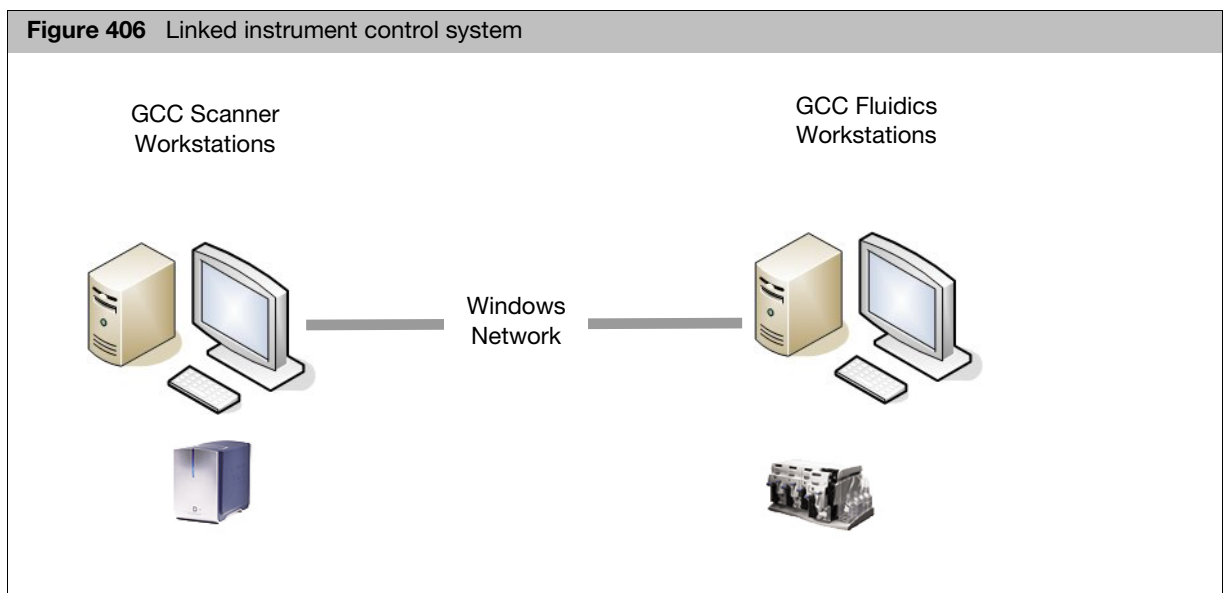 Figure 406 Linked instrument control system
GCC Scanner
Workstations
GCC Fluidics
Workstations
Windows
Network